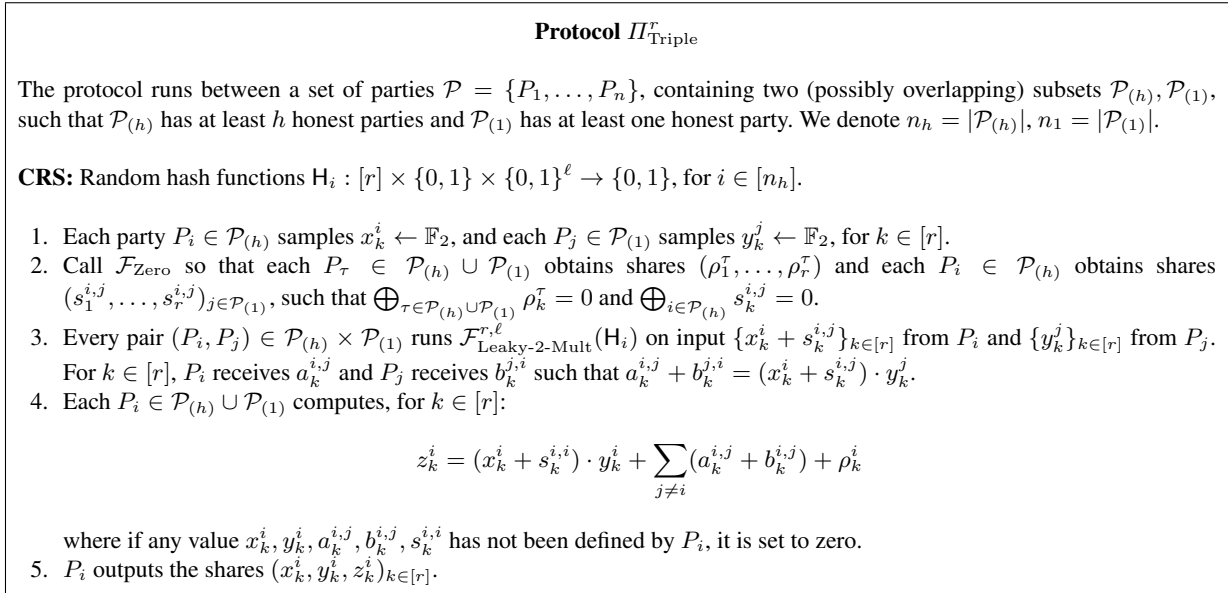 Protocol Π^r_Triple
The protocol runs between a set of parties 𝒫 = {P_1, . . . , P_n}, containing two (possibly overlapping) subsets 𝒫_(h), 𝒫_(1),
such that 𝒫_(h) has at least h honest parties and 𝒫_(1) has at least one honest party. We denote n_h = |𝒫_(h)|, n_1 = |𝒫_(1)|.
CRS: Random hash functions H_i : [r] × {0, 1} × {0, 1}^ℓ → {0, 1}, for i ∈ [n_h].
1. Each party P_i ∈ 𝒫_(h) samples x^i_k ← 𝔽_2, and each P_j ∈ 𝒫_(1) samples y^j_k ← 𝔽_2, for k ∈ [r].
2. Call ℱ_Zero so that each P_τ ∈ 𝒫_(h) ∪ 𝒫_(1) obtains shares (ρ^τ_1, . . . , ρ^τ_r) and each P_i ∈ 𝒫_(h) obtains shares
(s^{i,j}_1, . . . , s^{i,j}_r)_{j∈𝒫_(1)}, such that ⊕_{τ∈𝒫_(h)∪𝒫_(1)} ρ^τ_k = 0 and ⊕_{i∈𝒫_(h)} s^{i,j}_k = 0.
3. Every pair (P_i, P_j) ∈ 𝒫_(h) × 𝒫_(1) runs ℱ^{r,ℓ}_{Leaky-2-Mult}(H_i) on input {x^i_k + s^{i,j}_k}_{k∈[r]} from P_i and {y^j_k}_{k∈[r]} from P_j.
For k ∈ [r], P_i receives a^{i,j}_k and P_j receives b^{j,i}_k such that a^{i,j}_k + b^{j,i}_k = (x^i_k + s^{i,j}_k) · y^j_k.
4. Each P_i ∈ 𝒫_(h) ∪ 𝒫_(1) computes, for k ∈ [r]:
z^i_k = (x^i_k + s^{i,i}_k) · y^i_k + ∑_{j≠i} (a^{i,j}_k + b^{i,j}_k) + ρ^i_k
where if any value x^i_k, y^i_k, a^{i,j}_k, b^{i,j}_k, s^{i,i}_k has not been defined by P_i, it is set to zero.
5. P_i outputs the shares (x^i_k, y^i_k, z^i_k)_{k∈[r]}.